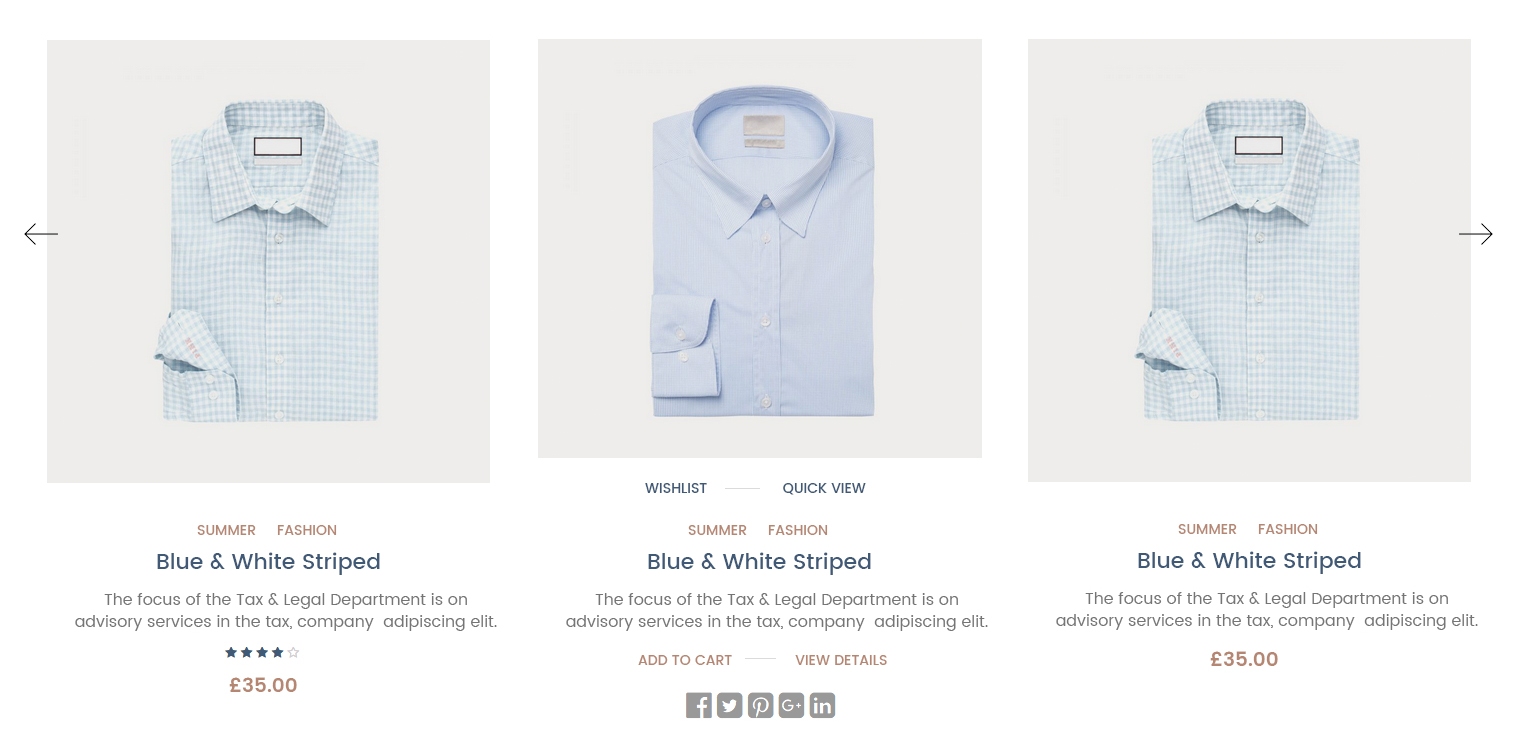 SUMMER FASHION
Blue & White Striped
The focus of the Tax & Legal Department is on
advisory services in the tax, company adipiscing elit.
£35.00
WISHLIST QUICK VIEW
SUMMER FASHION
Blue & White Striped
The focus of the Tax & Legal Department is on
advisory services in the tax, company adipiscing elit.
ADD TO CART VIEW DETAILS
SUMMER FASHION
Blue & White Striped
The focus of the Tax & Legal Department is on
advisory services in the tax, company adipiscing elit.
£35.00